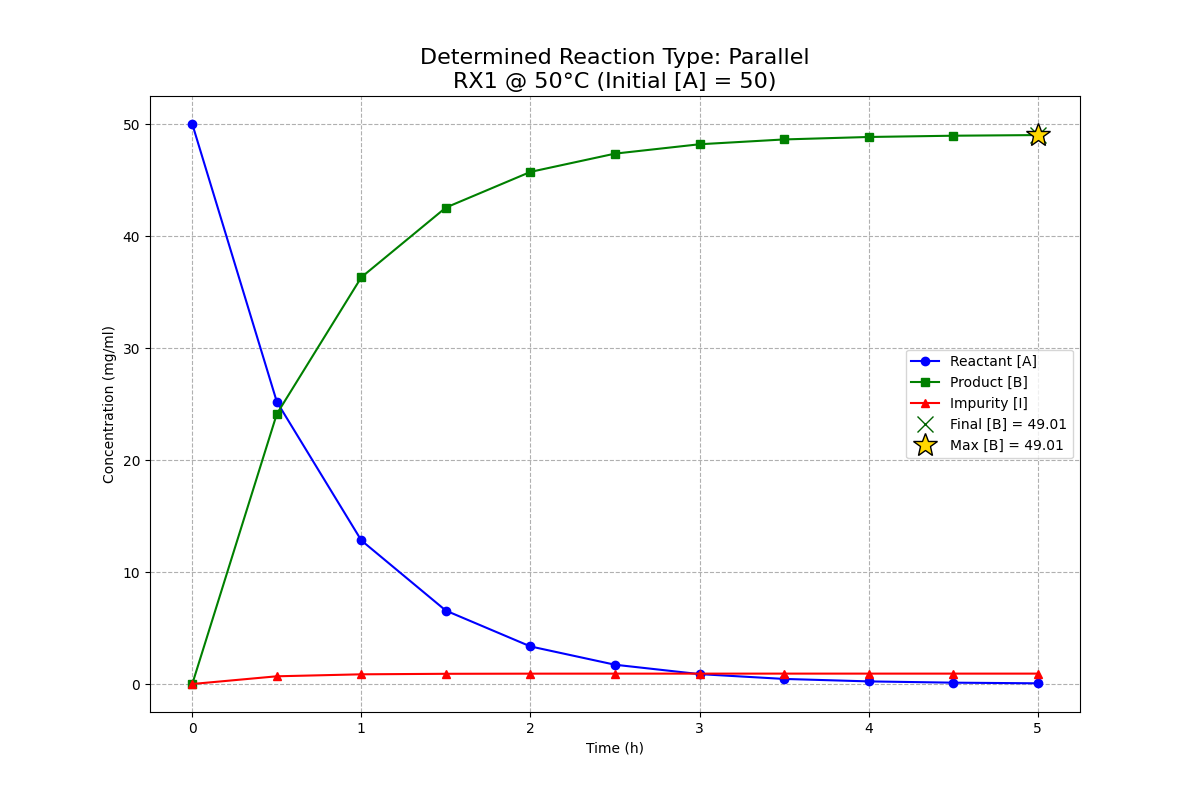 Determined Reaction Type: Parallel
RX1 @ 50°C (Initial [A] = 50)
Concentration (mg/ml)
50
40
30
20
10
0
Reactant [A]
Product [B]
Impurity [I]
Final [B] = 49.01
Max [B] = 49.01
0 1 2 3 4 5
Time (h)